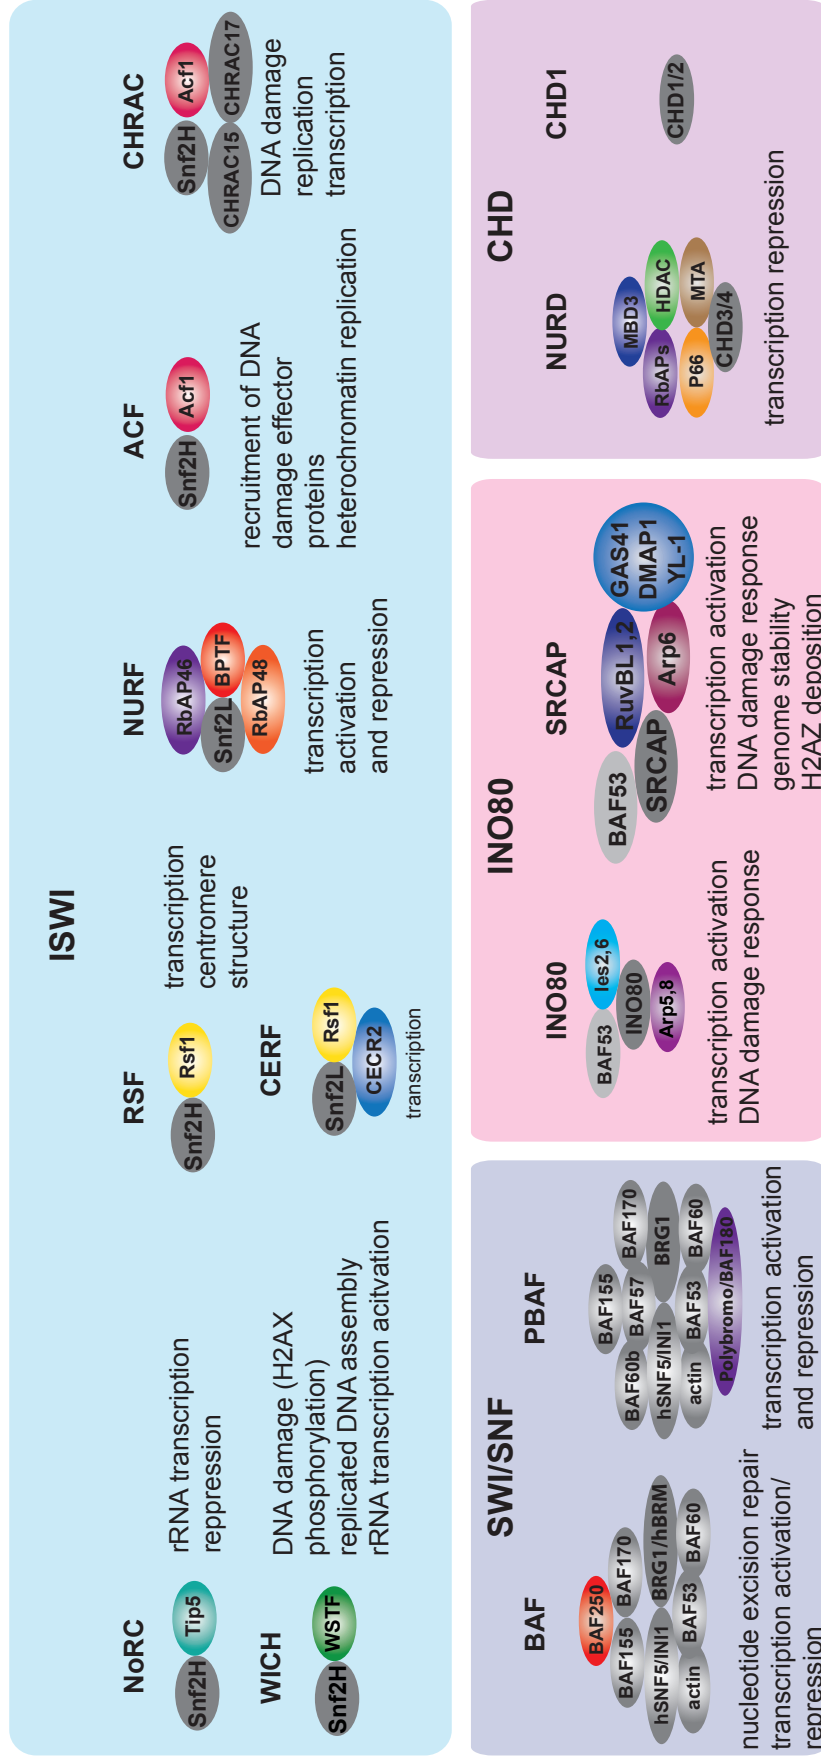 ISWI
NoRC
Snf2H
Tip5
rRNA transcription
reppression
WICH
Snf2H
WSTF
DNA damage (H2AX
phosphorylation)
replicated DNA assembly
rRNA transcription acitvation
RSF
Snf2H
Rsf1
transcription
centromere
structure
CERF
Snf2L
Rsf1
CECR2
transcription
NURF
RbAP46
Snf2L
BPTF
RbAP48
transcription
activation
and repression
ACF
Snf2H
Acf1
recruitment of DNA
damage effector
proteins
heterochromatin replication
CHRAC
Snf2H
Acf1
CHRAC15
CHRAC17
DNA damage
replication
transcription
SWI/SNF
BAF
BAF250
BAF155
BAF170
hSNF5/INI1
BRG1/hBRM
actin
BAF53
BAF60
nucleotide excision repair
transcription activation/
repression
PBAF
BAF155
BAF60b
BAF57
BAF170
hSNF5/INI1
BRG1
actin
BAF53
BAF60
Polybromo/BAF180
transcription activation
and repression
INO80
INO80
BAF53
Ies2,6
INO80
Arp5,8
transcription activation
DNA damage response
SRCAP
BAF53
RuvBL1,2
SRCAP
Arp6
GAS41
DMAP1
YL-1
transcription activation
DNA damage response
genome stability
H2AZ deposition
CHD
NURD
MBD3
RbAPs
HDAC
P66
MTA
CHD3/4
transcription repression
CHD1
CHD1/2